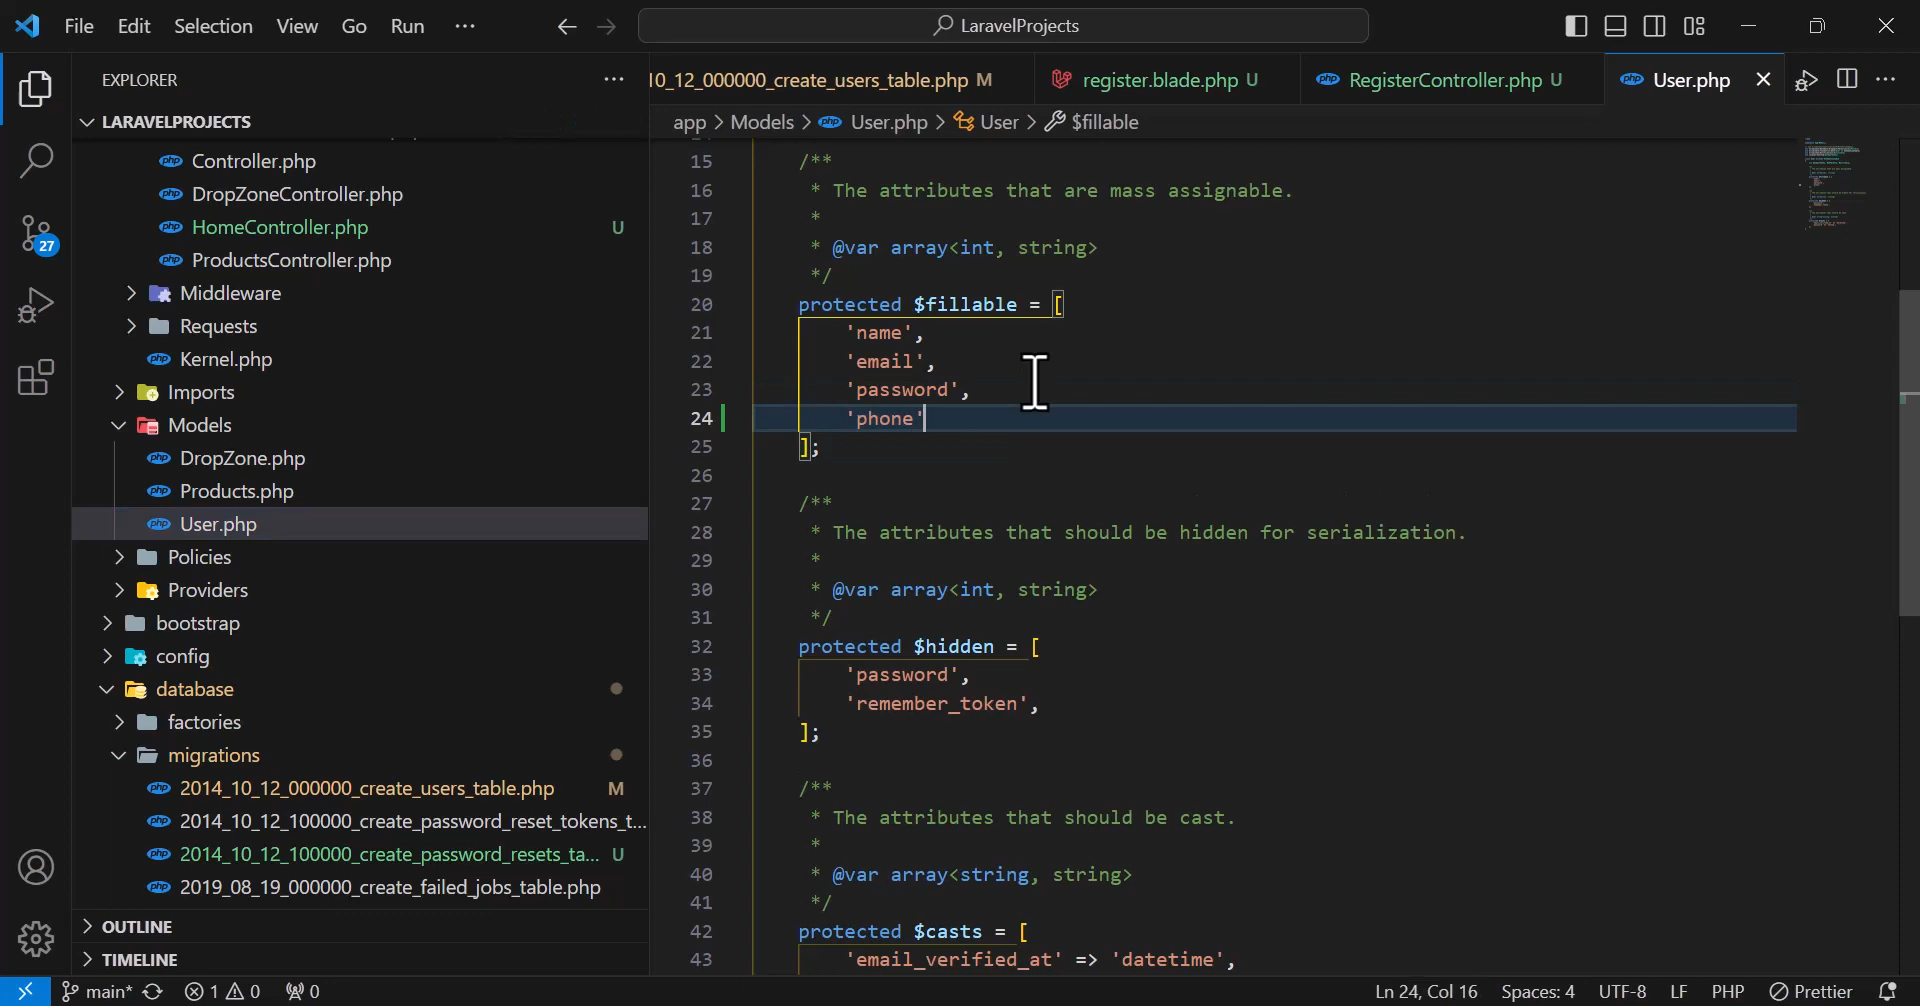 File Edit Selection View Go Run ···
LaravelProjects
EXPLORER
LARAVELPROJECTS
Controller.php
DropZoneController.php
HomeController.php U
ProductsController.php
Middleware
Requests
Kernel.php
Imports
Models
DropZone.php
Products.php
User.php
Policies
Providers
bootstrap
config
database
factories
migrations
2014_10_12_000000_create_users_table.php M
2014_10_12_100000_create_password_reset_tokens_t...
2014_10_12_100000_create_password_resets_ta... U
2019_08_19_000000_create_failed_jobs_table.php
OUTLINE
TIMELINE
27
10_12_000000_create_users_table.php M
register.blade.php U
RegisterController.php U
User.php
app > Models > User.php > User > $fillable
15 /**
16 * The attributes that are mass assignable.
17 *
18 * @var array<int, string>
19 */
20 protected $fillable = [
21 'name',
22 'email',
23 'password',
24 'phone'
25 ];
26
27 /**
28 * The attributes that should be hidden for serialization.
29 *
30 * @var array<int, string>
31 */
32 protected $hidden = [
33 'password',
34 'remember_token',
35 ];
36
37 /**
38 * The attributes that should be cast.
39 *
40 * @var array<string, string>
41 */
42 protected $casts = [
43 'email_verified_at' => 'datetime',
main* 1 0 0 Ln 24, Col 16 Spaces: 4 UTF-8 LF PHP Prettier